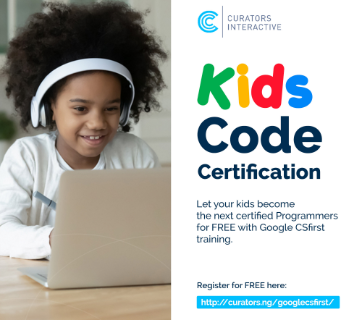 CURATORS
INTERACTIVE
Kids
Code
Certification
Let your kids become
the next certified Programmers
for FREE with Google CSfirst
training.
Register for FREE here:
http://curators.ng/googlecsfirst/